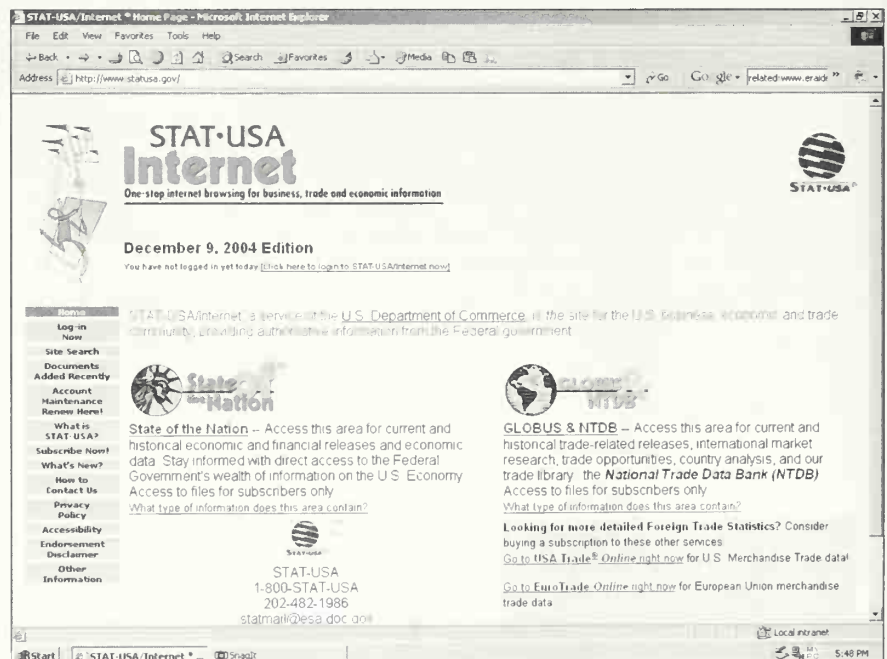 STAT-USA/Internet * Home Page - Microsoft Internet Explorer
File Edit View Favorites Tools Help
Back Search Favorites Media
Address http://www.statusa.gov/ Go Google related:www.eraide
STAT•USA
Internet
One-stop internet browsing for business, trade and economic information
STAT-USA®
December 9, 2004 Edition
You have not logged in yet today [Click here to login to STAT-USA/Internet now]
Home
Log-in
Now
Site Search
Documents
Added Recently
Account
Maintenance
Renew Here!
What is
STAT-USA?
Subscribe Now!
What's New?
How to
Contact Us
Privacy
Policy
Accessibility
Endorsement
Disclaimer
Other
Information
STAT-USA/Internet, a service of the U.S. Department of Commerce, is the site for the U.S. business, economic and trade
community, providing authoritative information from the Federal government
State
of the Nation
State of the Nation – Access this area for current and
historical economic and financial releases and economic
data Stay informed with direct access to the Federal
Government's wealth of information on the U S Economy
Access to files for subscribers only
What type of information does this area contain?
STAT-USA
STAT-USA
1-800-STAT-USA
202-482-1986
statmail@esa.doc.gov
GLOBUS &
NTDB
GLOBUS & NTDB – Access this area for current and
historical trade-related releases, international market
research, trade opportunities, country analysis, and our
trade library the National Trade Data Bank (NTDB)
Access to files for subscribers only
What type of information does this area contain?
Looking for more detailed Foreign Trade Statistics? Consider
buying a subscription to these other services
Go to USA Trade® Online right now for U S Merchandise Trade data!
Go to EuroTrade Online right now for European Union merchandise
trade data
Local intranet
Start STAT-USA/Internet * ... SnagIt 5:48 PM